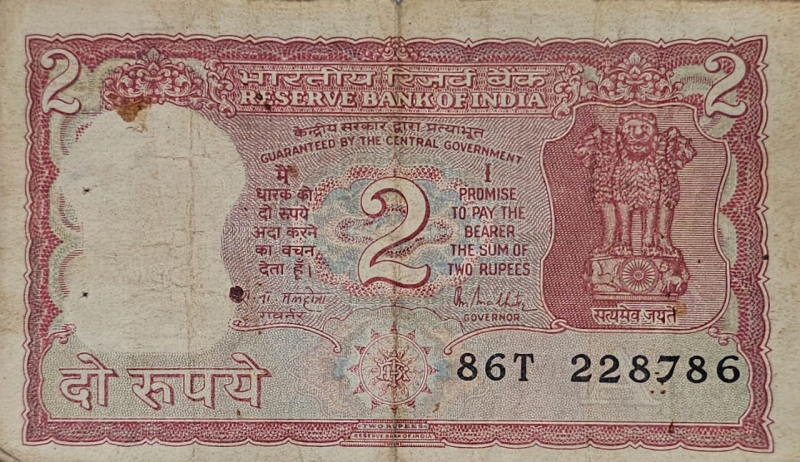 2 2
भारतीय रिज़र्व बैंक
RESERVE BANK OF INDIA
केन्द्रीय सरकार द्वारा प्रत्याभूत
GUARANTEED BY THE CENTRAL GOVERNMENT
मैं
धारक को
दो रुपये
अदा करने
का वचन
देता हूँ।
2
I
PROMISE
TO PAY THE
BEARER
THE SUM OF
TWO RUPEES
गवर्नर
GOVERNOR
सत्यमेव जयते
86T 228786
दो रुपये
TWO RUPEES
RESERVE BANK OF INDIA